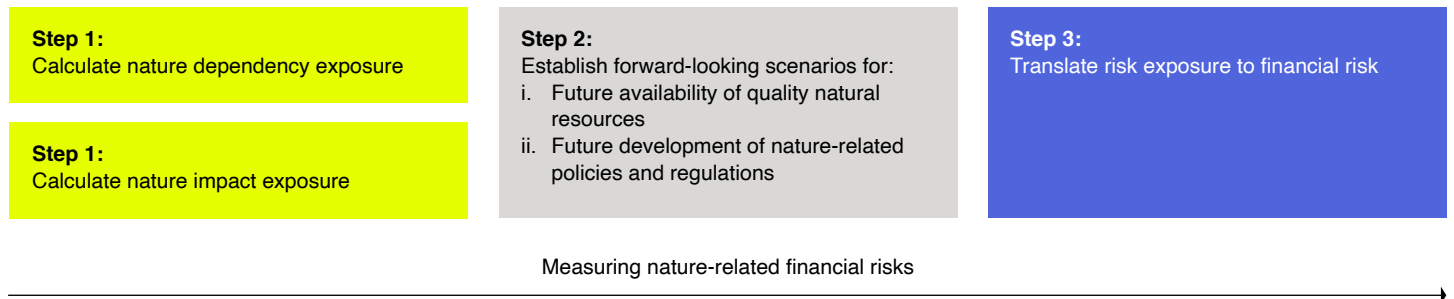 Step 1:
Calculate nature dependency exposure
Step 1:
Calculate nature impact exposure
Step 2:
Establish forward-looking scenarios for:
i. Future availability of quality natural
resources
ii. Future development of nature-related
policies and regulations
Step 3:
Translate risk exposure to financial risk
Measuring nature-related financial risks